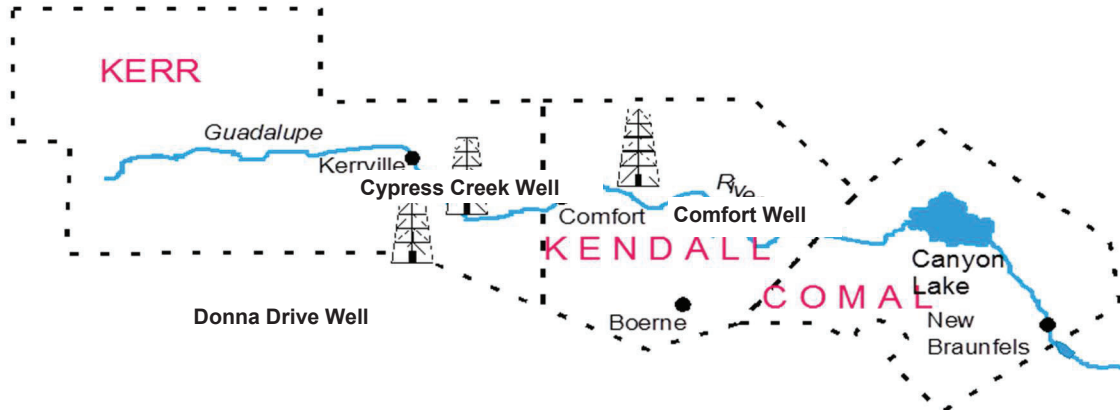 KERR
Guadalupe
Kerrville
Cypress Creek Well
Rive
Comfort
Comfort Well
KENDALL
Canyon
Lake
COMAL
Donna Drive Well
Boerne
New
Braunfels